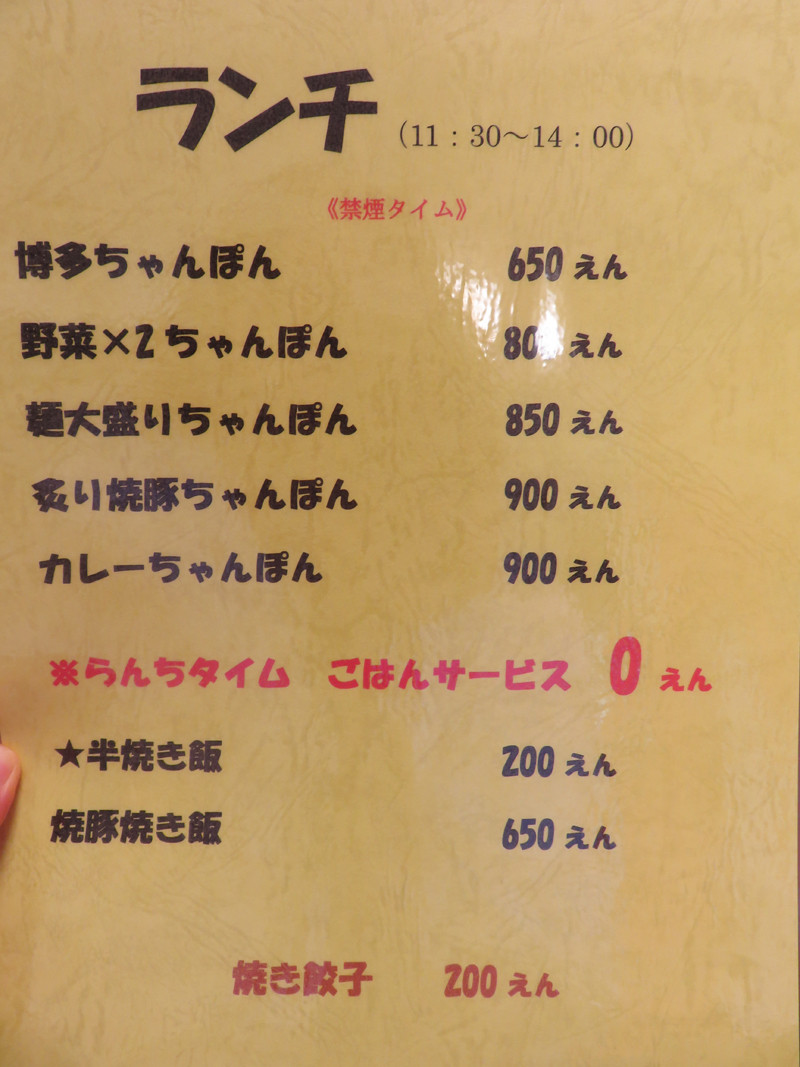 ランチ (11：30～14：00)
《禁煙タイム》
博多ちゃんぽん 650 えん
野菜×2ちゃんぽん えん
麺大盛りちゃんぽん 850 えん
炙り焼豚ちゃんぽん 900 えん
カレーちゃんぽん 900 えん
※らんちタイム ごはんサービス 0 えん
★半焼き飯 200 えん
焼豚焼き飯 650 えん
焼き餃子 200 えん